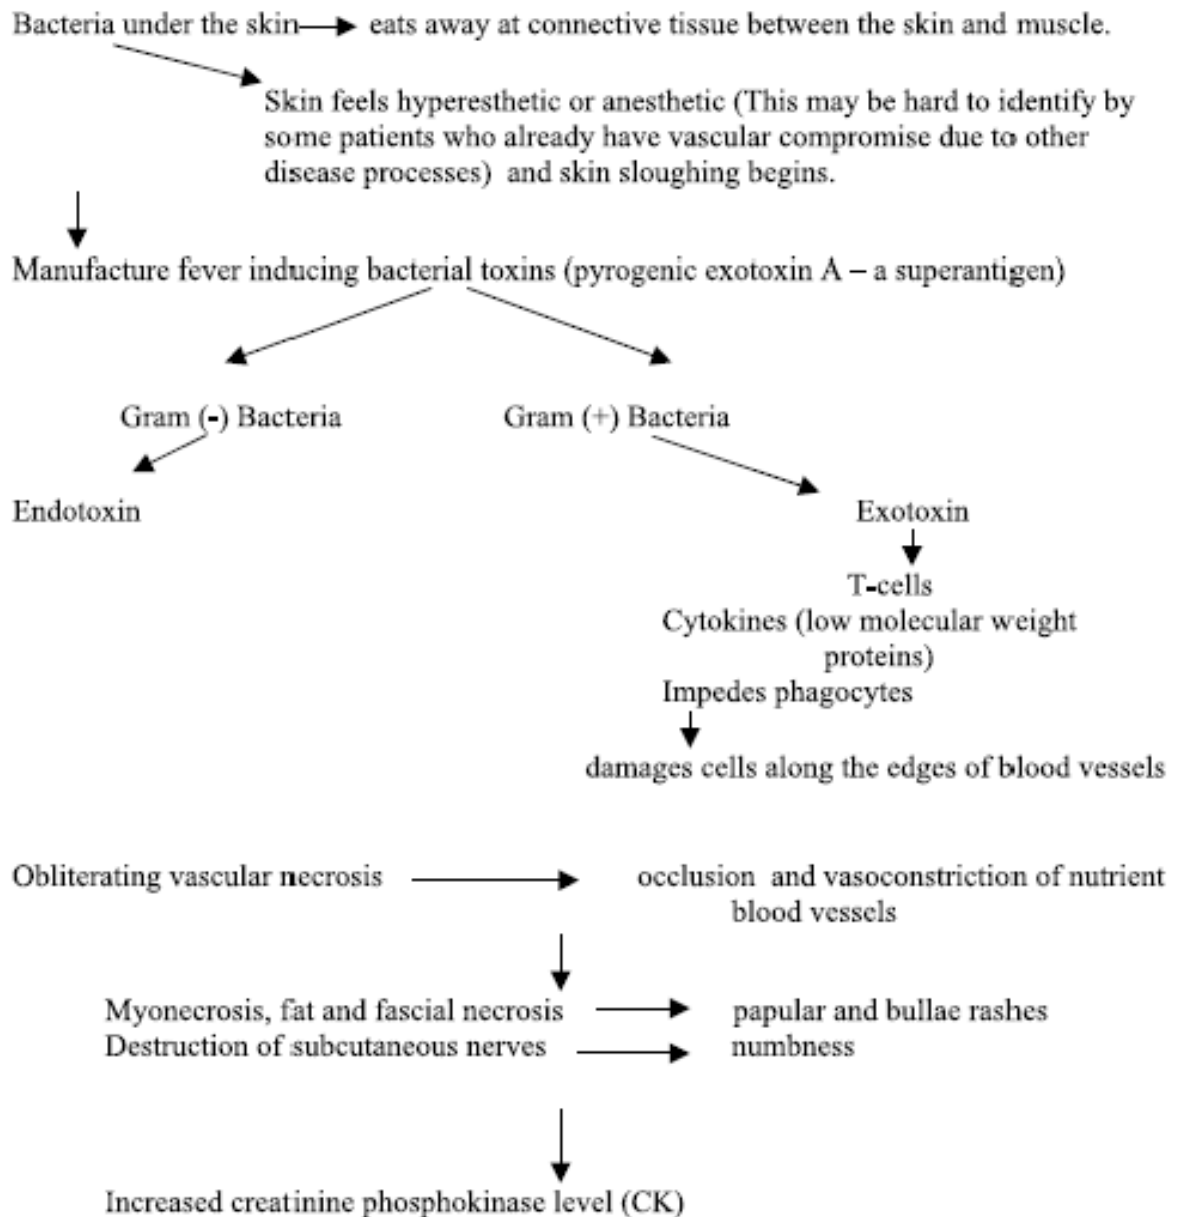 Bacteria under the skin eats away at connective tissue between the skin and muscle.
Skin feels hyperesthetic or anesthetic (This may be hard to identify by
some patients who already have vascular compromise due to other
disease processes) and skin sloughing begins.
Manufacture fever inducing bacterial toxins (pyrogenic exotoxin A – a superantigen)
Gram (-) Bacteria Gram (+) Bacteria
Endotoxin Exotoxin
T-cells
Cytokines (low molecular weight
proteins)
Impedes phagocytes
damages cells along the edges of blood vessels
Obliterating vascular necrosis occlusion and vasoconstriction of nutrient
blood vessels
Myonecrosis, fat and fascial necrosis papular and bullae rashes
Destruction of subcutaneous nerves numbness
Increased creatinine phosphokinase level (CK)